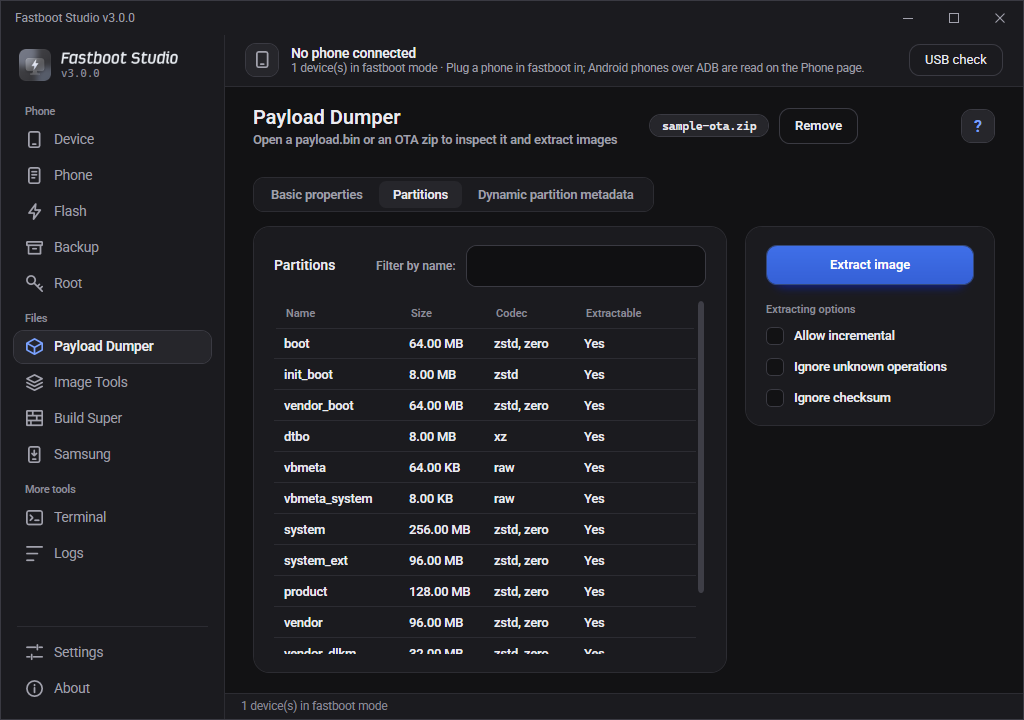 Fastboot Studio v3.0.0
Fastboot Studio
v3.0.0
No phone connected
1 device(s) in fastboot mode · Plug a phone in fastboot in; Android phones over ADB are read on the Phone page.
USB check
Phone
Device
Phone
Flash
Backup
Root
Files
Payload Dumper
Image Tools
Build Super
Samsung
More tools
Terminal
Logs
Settings
About
Payload Dumper
Open a payload.bin or an OTA zip to inspect it and extract images
sample-ota.zip
Remove
?
Basic properties Partitions Dynamic partition metadata
Partitions Filter by name:
Name Size Codec Extractable
boot 64.00 MB zstd, zero Yes
init_boot 8.00 MB zstd Yes
vendor_boot 64.00 MB zstd, zero Yes
dtbo 8.00 MB xz Yes
vbmeta 64.00 KB raw Yes
vbmeta_system 8.00 KB raw Yes
system 256.00 MB zstd, zero Yes
system_ext 96.00 MB zstd, zero Yes
product 128.00 MB zstd, zero Yes
vendor 96.00 MB zstd, zero Yes
vendor_dlkm 32.00 MB zstd, zero Yes
Extract image
Extracting options
Allow incremental
Ignore unknown operations
Ignore checksum
1 device(s) in fastboot mode